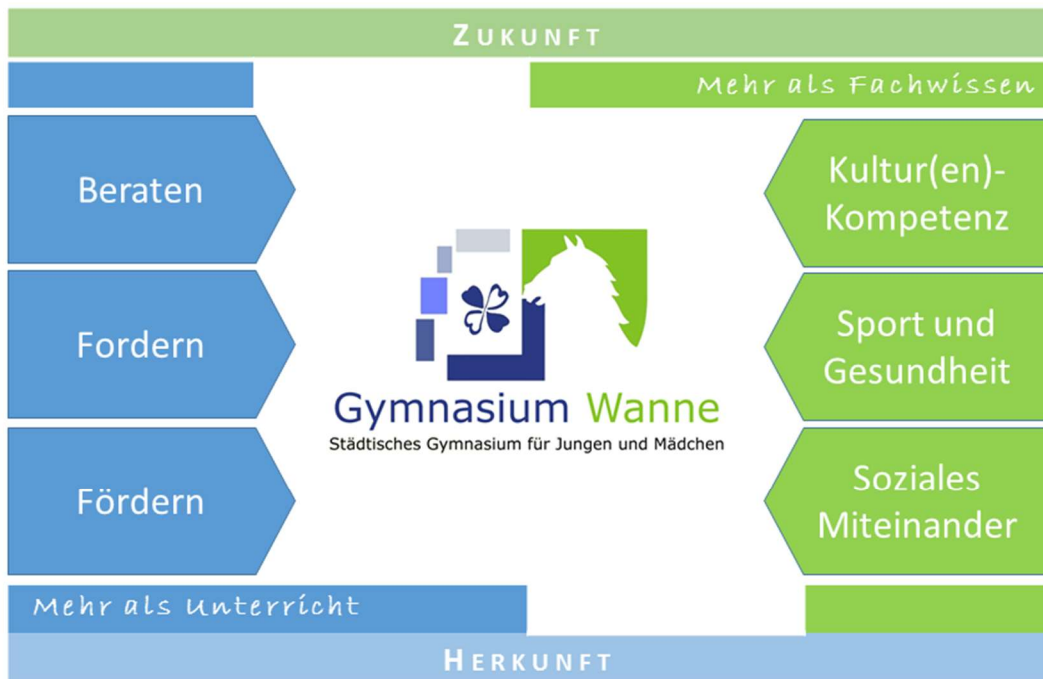 ZUKUNFT
Mehr als Fachwissen
Beraten
Kultur(en)-
Kompetenz
Fordern
Sport und
Gesundheit
Gymnasium Wanne
Städtisches Gymnasium für Jungen und Mädchen
Fördern
Soziales
Miteinander
Mehr als Unterricht
HERKUNFT